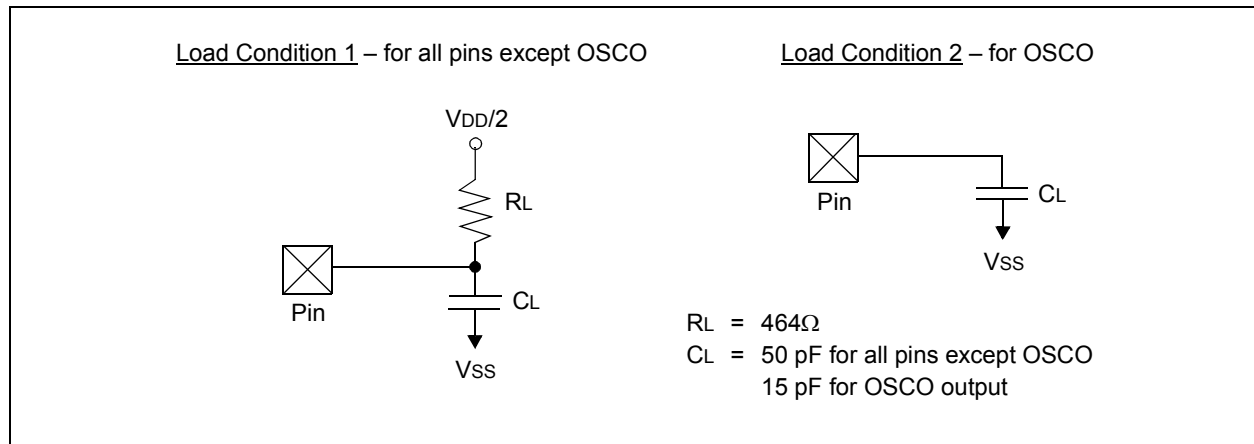 Load Condition 1 – for all pins except OSCO
VDD/2
RL
Pin
CL
VSS
Load Condition 2 – for OSCO
Pin
CL
VSS
RL = 464Ω
CL = 50 pF for all pins except OSCO
15 pF for OSCO output